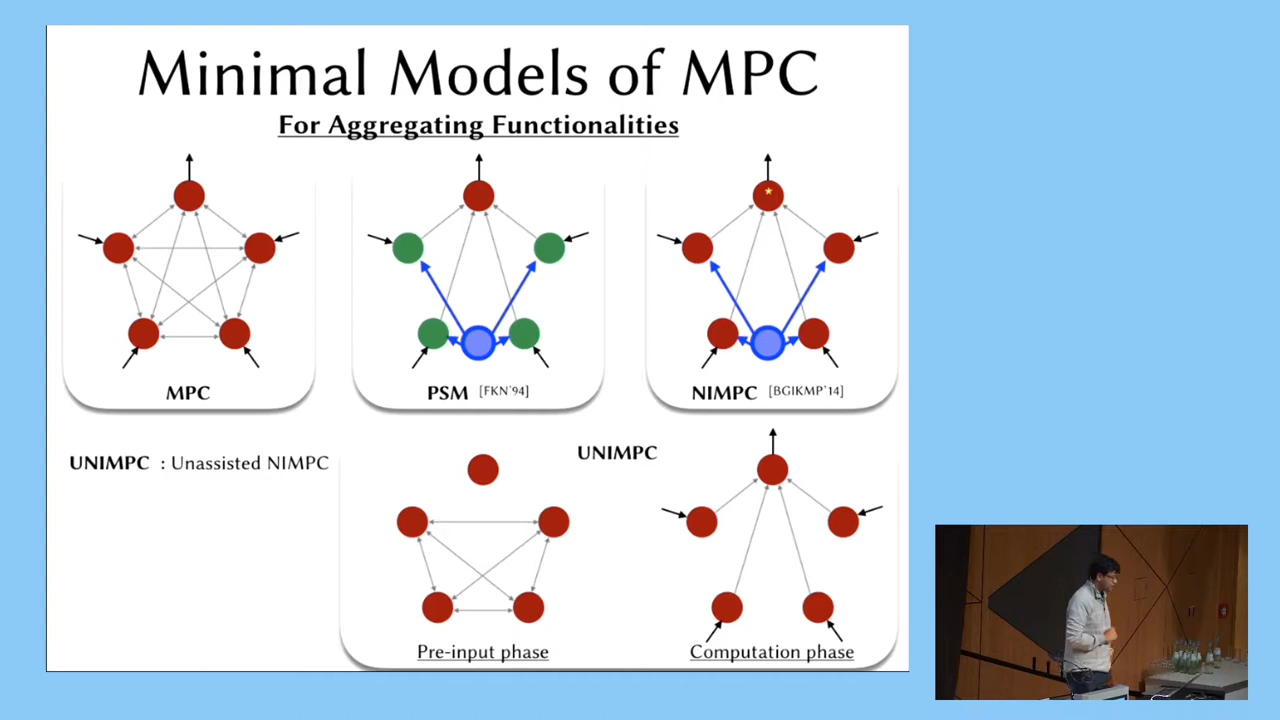 Minimal Models of MPC
For Aggregating Functionalities
MPC
PSM [FKN'94]
NIMPC [BGIKMP'14]
UNIMPC : Unassisted NIMPC
UNIMPC
Pre-input phase
Computation phase